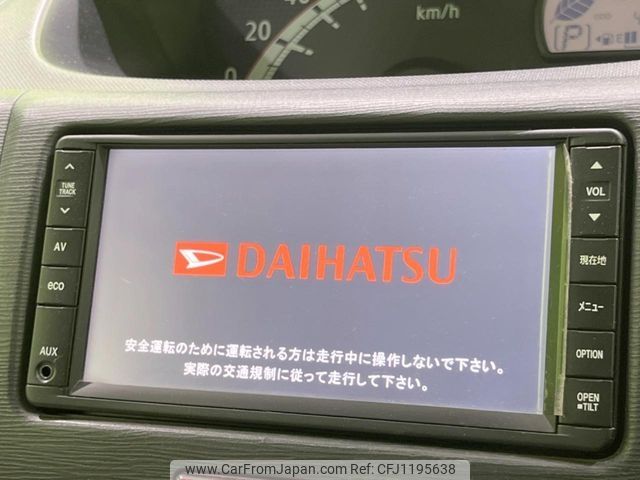 km/h
40
20
0
P
E
TUNE
TRACK
AV
eco
AUX
DAIHATSU
安全運転のために運転される方は走行中に操作しないで下さい。
実際の交通規制に従って走行して下さい。
VOL
現在地
メニュー
OPTION
OPEN
TILT
www.CarFromJapan.com CFJ1195638